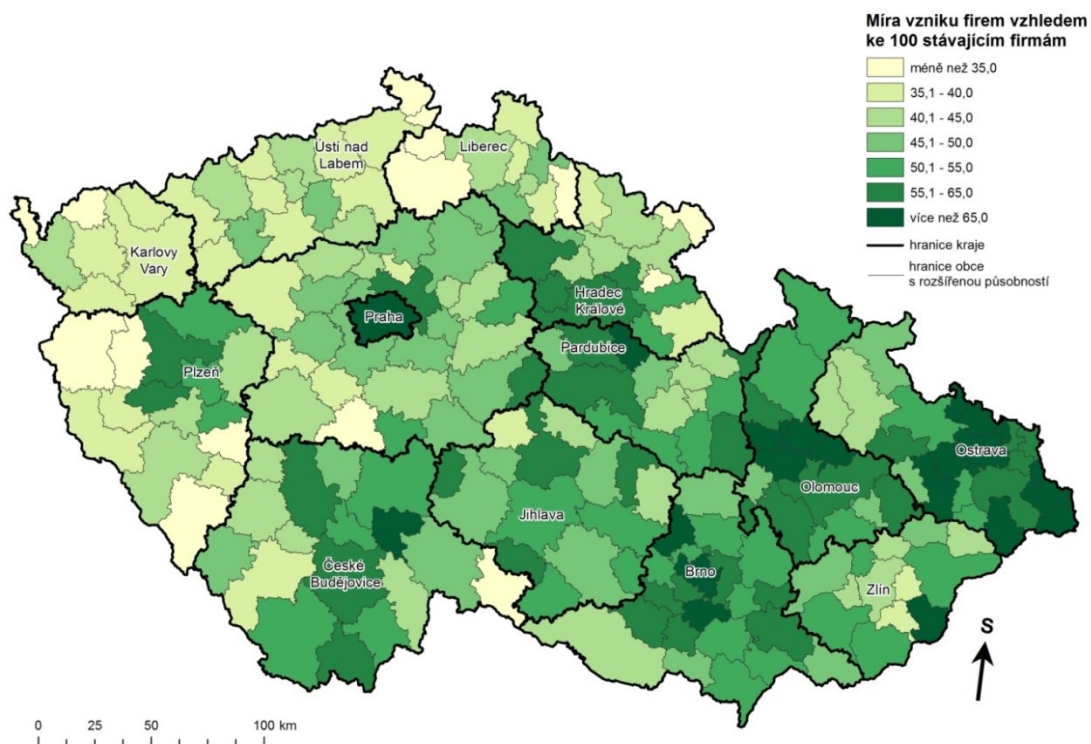 Míra vzniku firem vzhledem
ke 100 stávajícím firmám
méně než 35,0
35,1 - 40,0
40,1 - 45,0
45,1 - 50,0
50,1 - 55,0
55,1 - 65,0
více než 65,0
hranice kraje
hranice obce
s rozšířenou působností
Ústí nad
Labem
Liberec
Karlovy
Vary
Hradec
Králové
Praha
Pardubice
Plzeň
Ostrava
Olomouc
Jihlava
České
Budějovice
Brno
Zlín
S
0 25 50 100 km